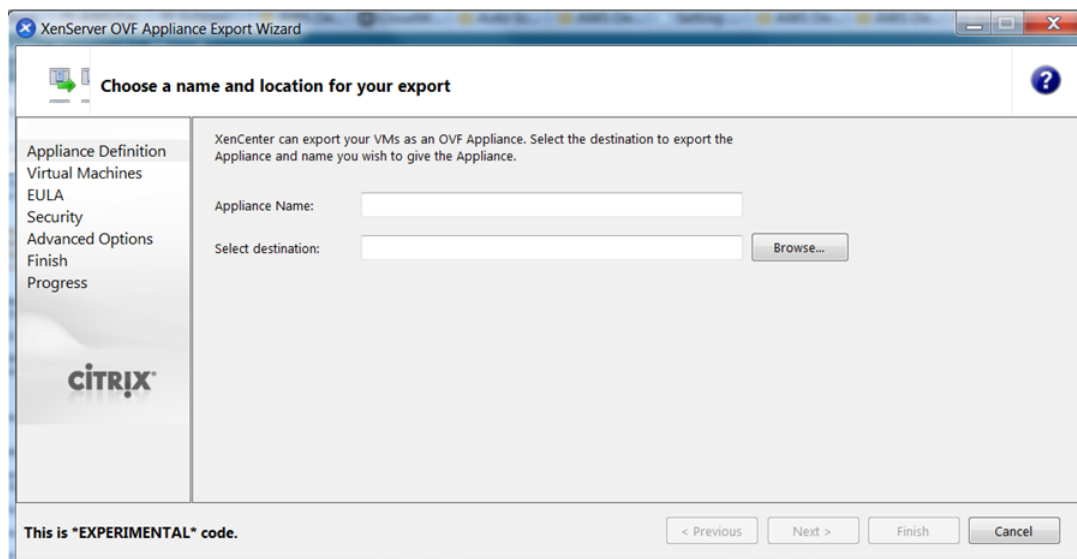 XenServer OVF Appliance Export Wizard
Choose a name and location for your export
?
Appliance Definition
Virtual Machines
EULA
Security
Advanced Options
Finish
Progress
CITRIX
XenCenter can export your VMs as an OVF Appliance. Select the destination to export the
Appliance and name you wish to give the Appliance.
Appliance Name:
Select destination:
Browse...
This is *EXPERIMENTAL* code.
< Previous
Next >
Finish
Cancel